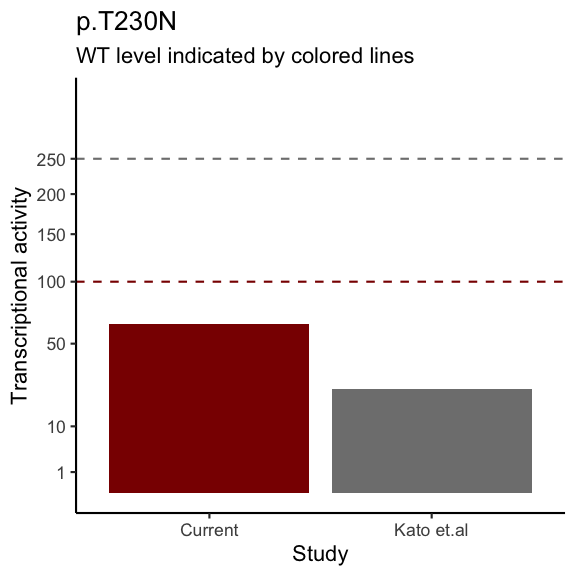 p.T230N
WT level indicated by colored lines
Transcriptional activity
250
200
150
100
50
10
1
Current
Kato et.al
Study